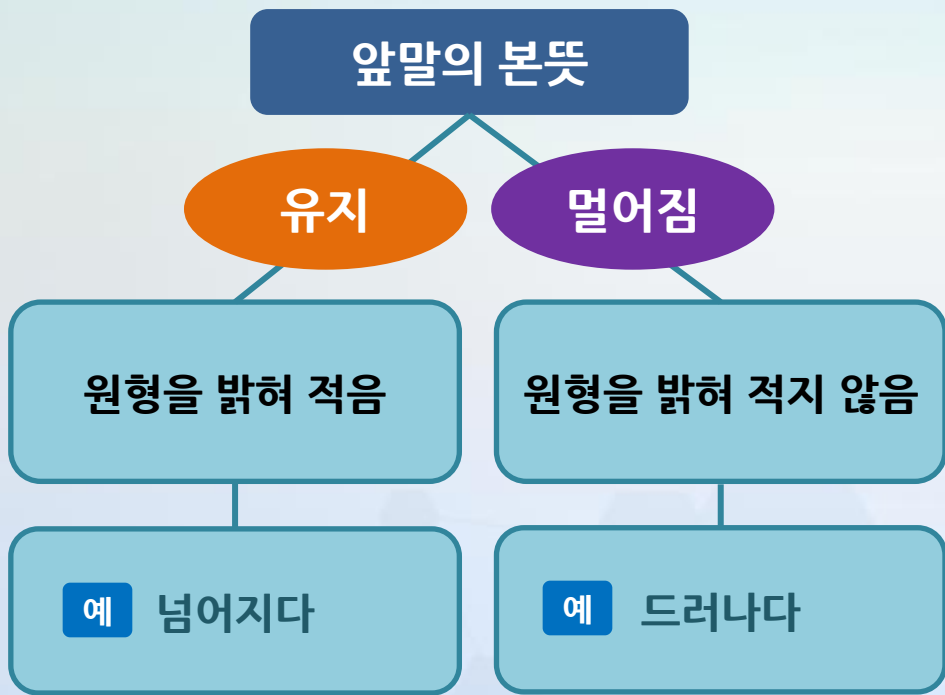 앞말의 본뜻
유지
멀어짐
원형을 밝혀 적음
원형을 밝혀 적지 않음
예 넘어지다
예 드러나다